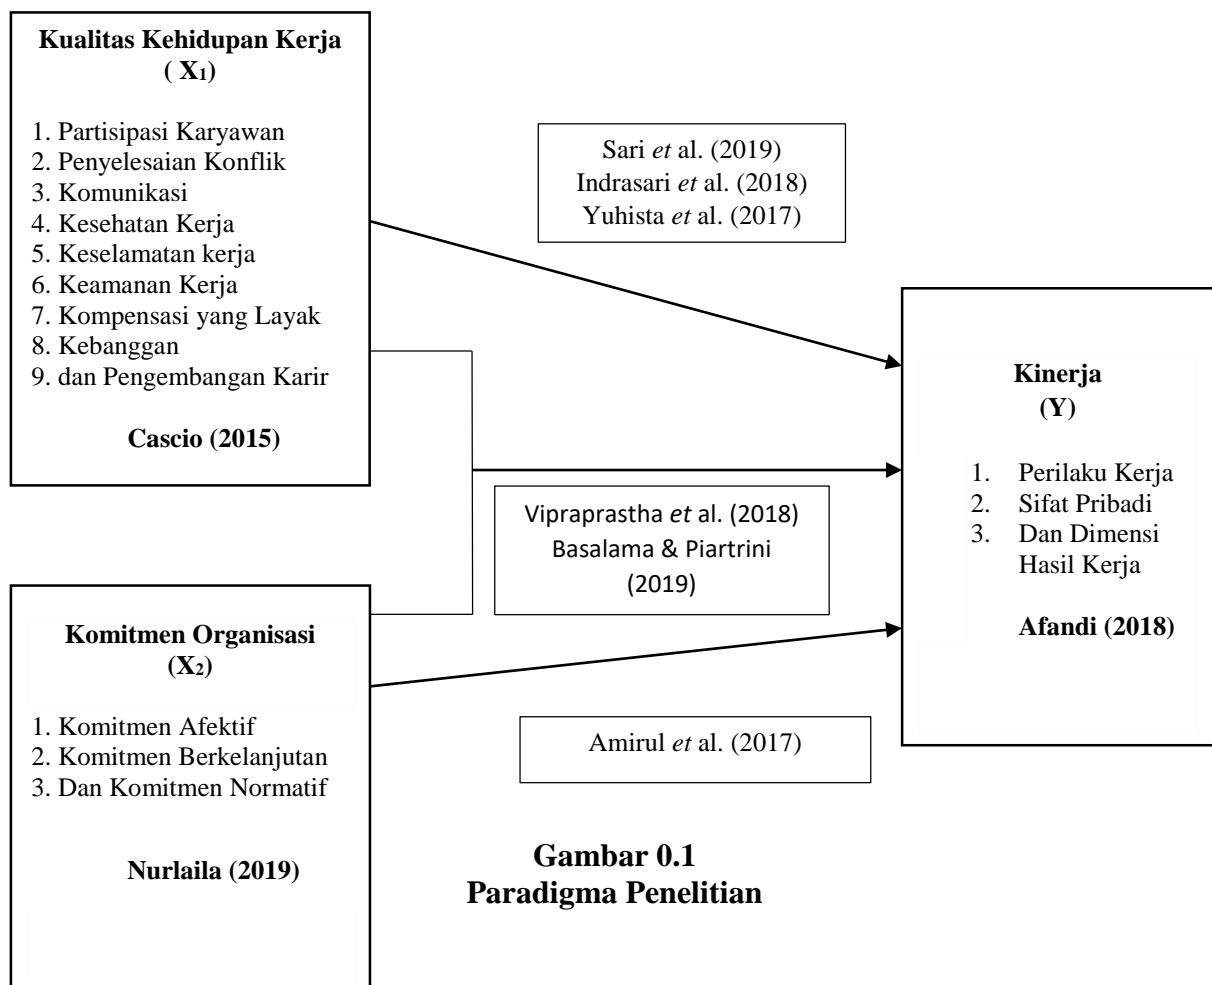 Kualitas Kehidupan Kerja
( X1)
1. Partisipasi Karyawan
2. Penyelesaian Konflik
3. Komunikasi
4. Kesehatan Kerja
5. Keselamatan kerja
6. Keamanan Kerja
7. Kompensasi yang Layak
8. Kebanggan
9. dan Pengembangan Karir
Cascio (2015)
Sari et al. (2019)
Indrasari et al. (2018)
Yuhista et al. (2017)
Vipraprastha et al. (2018)
Basalama & Piartrini
(2019)
Kinerja
(Y)
1. Perilaku Kerja
2. Sifat Pribadi
3. Dan Dimensi
Hasil Kerja
Afandi (2018)
Komitmen Organisasi
(X2)
1. Komitmen Afektif
2. Komitmen Berkelanjutan
3. Dan Komitmen Normatif
Nurlaila (2019)
Amirul et al. (2017)
Gambar 0.1
Paradigma Penelitian